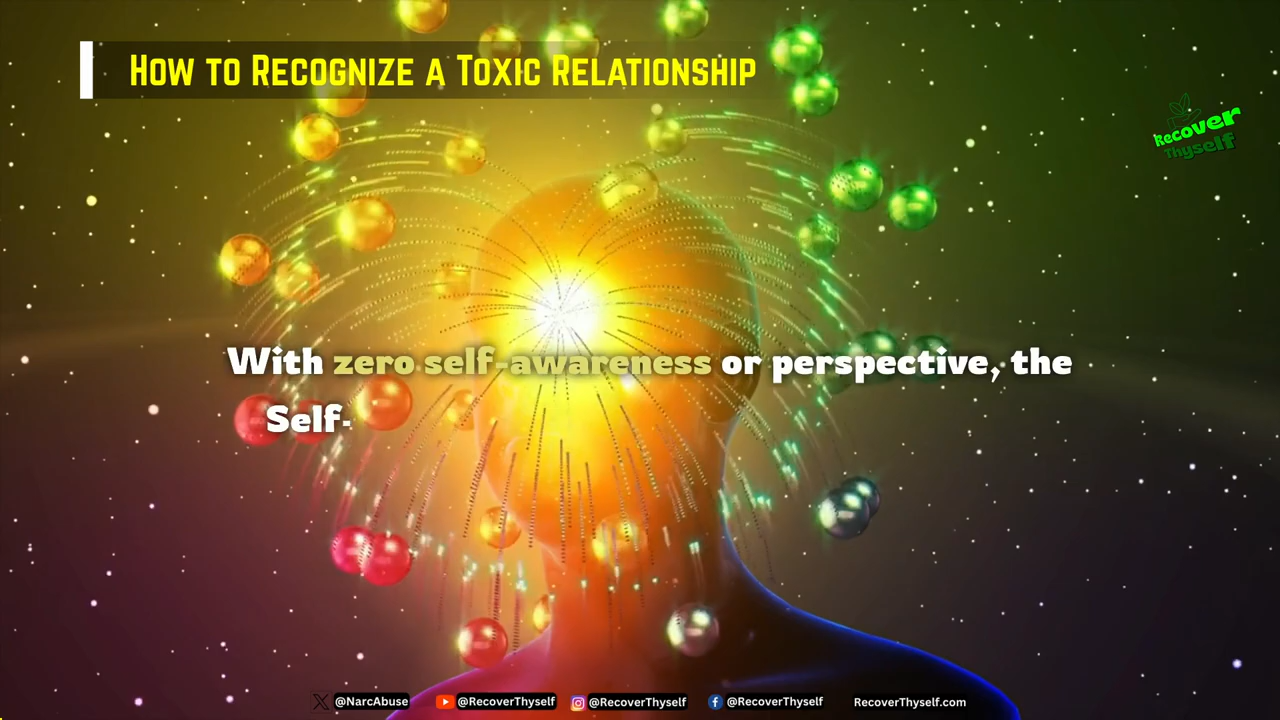 How to Recognize a Toxic Relationship
Recover
Thyself
With zero self-awareness or perspective, the
Self-
@NarcAbuse @RecoverThyself @RecoverThyself @RecoverThyself RecoverThyself.com